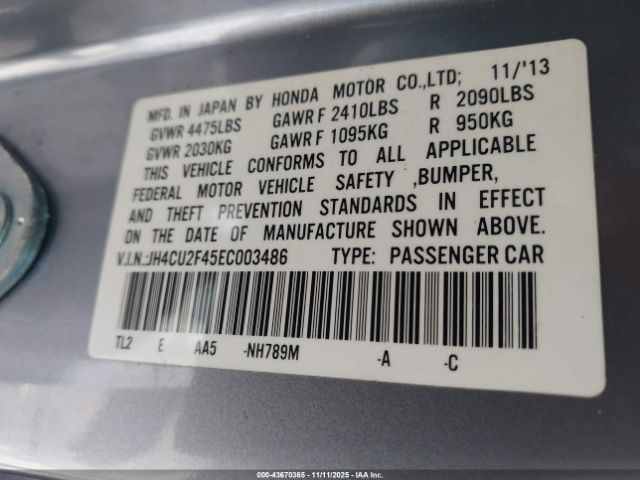 MFD. IN JAPAN BY HONDA MOTOR CO.,LTD; 11/'13
GVWR 4475LBS GAWR F 2410LBS R 2090LBS
GVWR 2030KG GAWR F 1095KG R 950KG
THIS VEHICLE CONFORMS TO ALL APPLICABLE
FEDERAL MOTOR VEHICLE SAFETY ,BUMPER,
AND THEFT PREVENTION STANDARDS IN EFFECT
ON THE DATE OF MANUFACTURE SHOWN ABOVE.
V.I.N.:JH4CU2F45EC003486 TYPE: PASSENGER CAR
TL2 E AA5 -NH789M -A -C
000-43670365 - 11/11/2025 - IAA Inc.